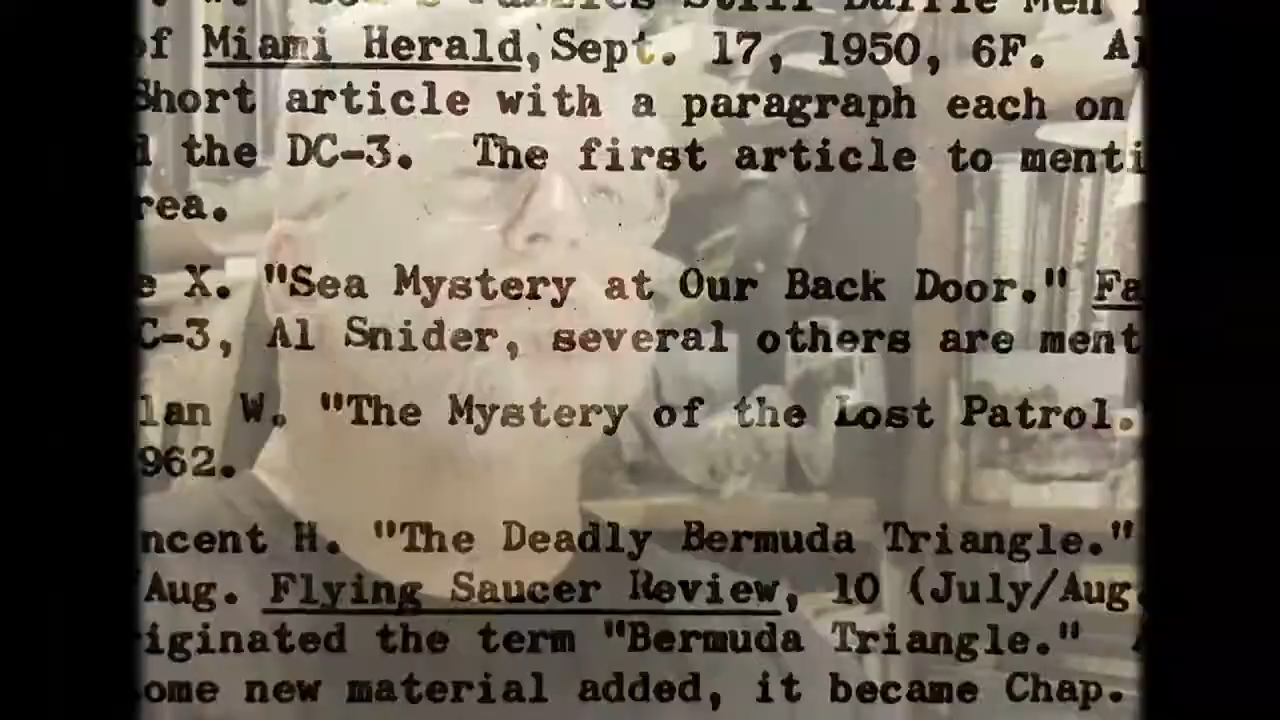 of Miami Herald, Sept. 17, 1950, 6F.
Short article with a paragraph each on
d the DC-3. The first article to menti
rea.
e X. "Sea Mystery at Our Back Door." Fa
C-3, Al Snider, several others are ment
lan W. "The Mystery of the Lost Patrol.
962.
ncent H. "The Deadly Bermuda Triangle."
Aug. Flying Saucer Review, 10 (July/Aug
iginated the term "Bermuda Triangle."
ome new material added, it became Chap.